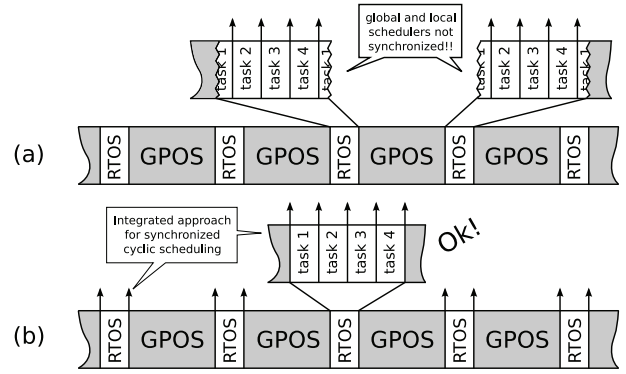 global and local
schedulers not
synchronized!!
task 1 task 2 task 3 task 4 task 1
task 1 task 2 task 3 task 4 task 1
(a) RTOS GPOS RTOS GPOS RTOS GPOS RTOS GPOS RTOS
Integrated approach
for synchronized
cyclic scheduling
task 1 task 2 task 3 task 4
Ok!
(b) RTOS GPOS RTOS GPOS RTOS GPOS RTOS GPOS RTOS